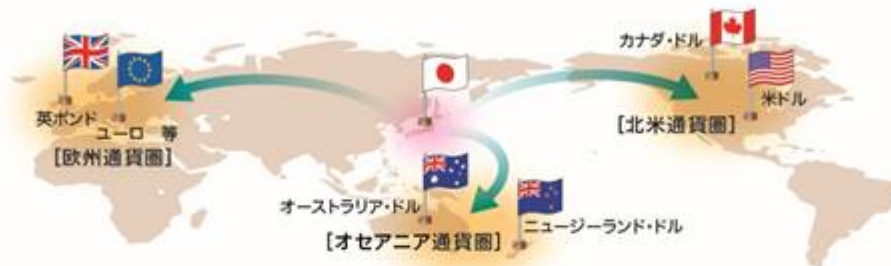 英ポンド
ユーロ 等
[欧州通貨圏]
カナダ・ドル
米ドル
[北米通貨圏]
オーストラリア・ドル
ニュージーランド・ドル
[オセアニア通貨圏]